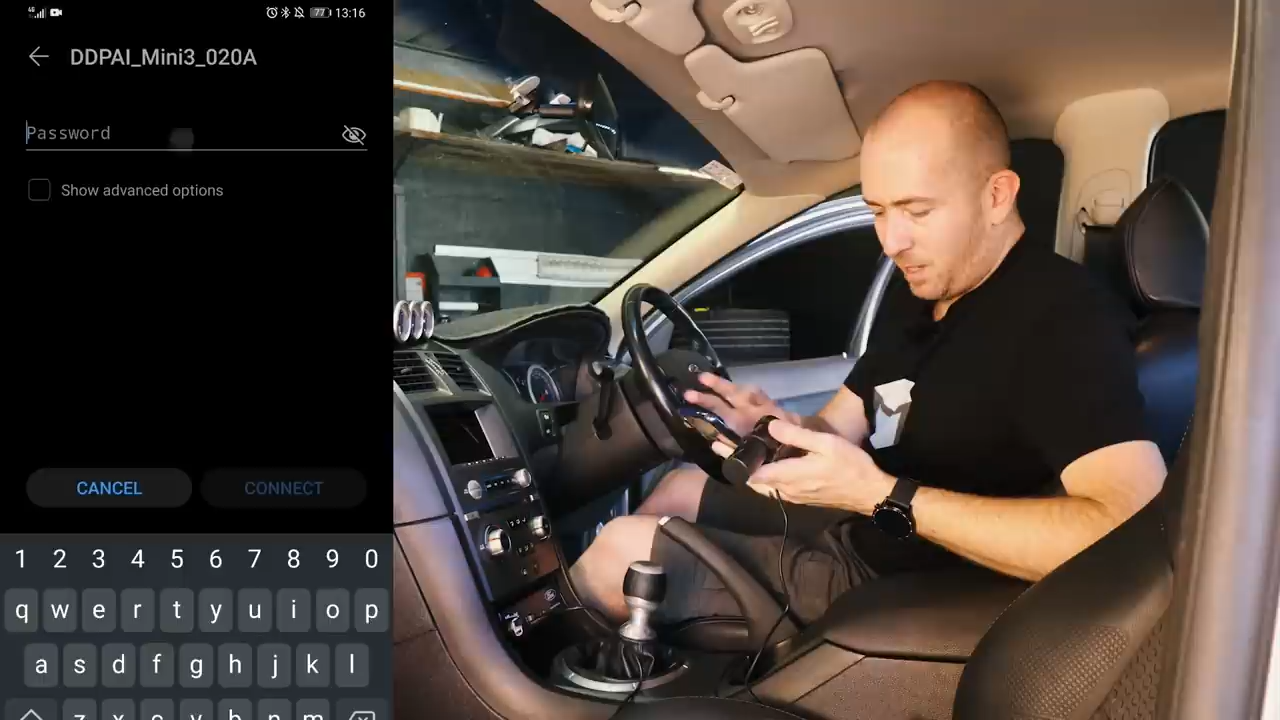 77 13:16
DDPAI_Mini3_020A
Password
Show advanced options
CANCEL CONNECT
1 2 3 4 5 6 7 8 9 0
q w e r t y u i o p
a s d f g h j k l
z x c v b n m